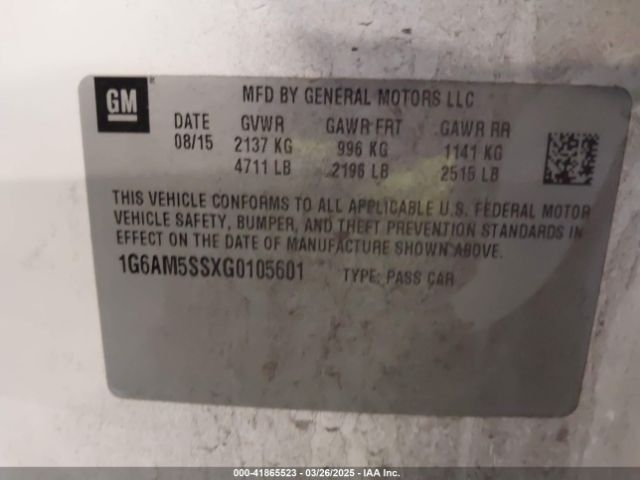 GM
MFD BY GENERAL MOTORS LLC
DATE GVWR GAWR FRT GAWR RR
08/15 2137 KG 996 KG 1141 KG
4711 LB 2196 LB 2515 LB
THIS VEHICLE CONFORMS TO ALL APPLICABLE U.S. FEDERAL MOTOR
VEHICLE SAFETY, BUMPER, AND THEFT PREVENTION STANDARDS IN
EFFECT ON THE DATE OF MANUFACTURE SHOWN ABOVE.
1G6AM5SSXG0105601 TYPE: PASS CAR
000-41865523 - 03/26/2025 - IAA Inc.